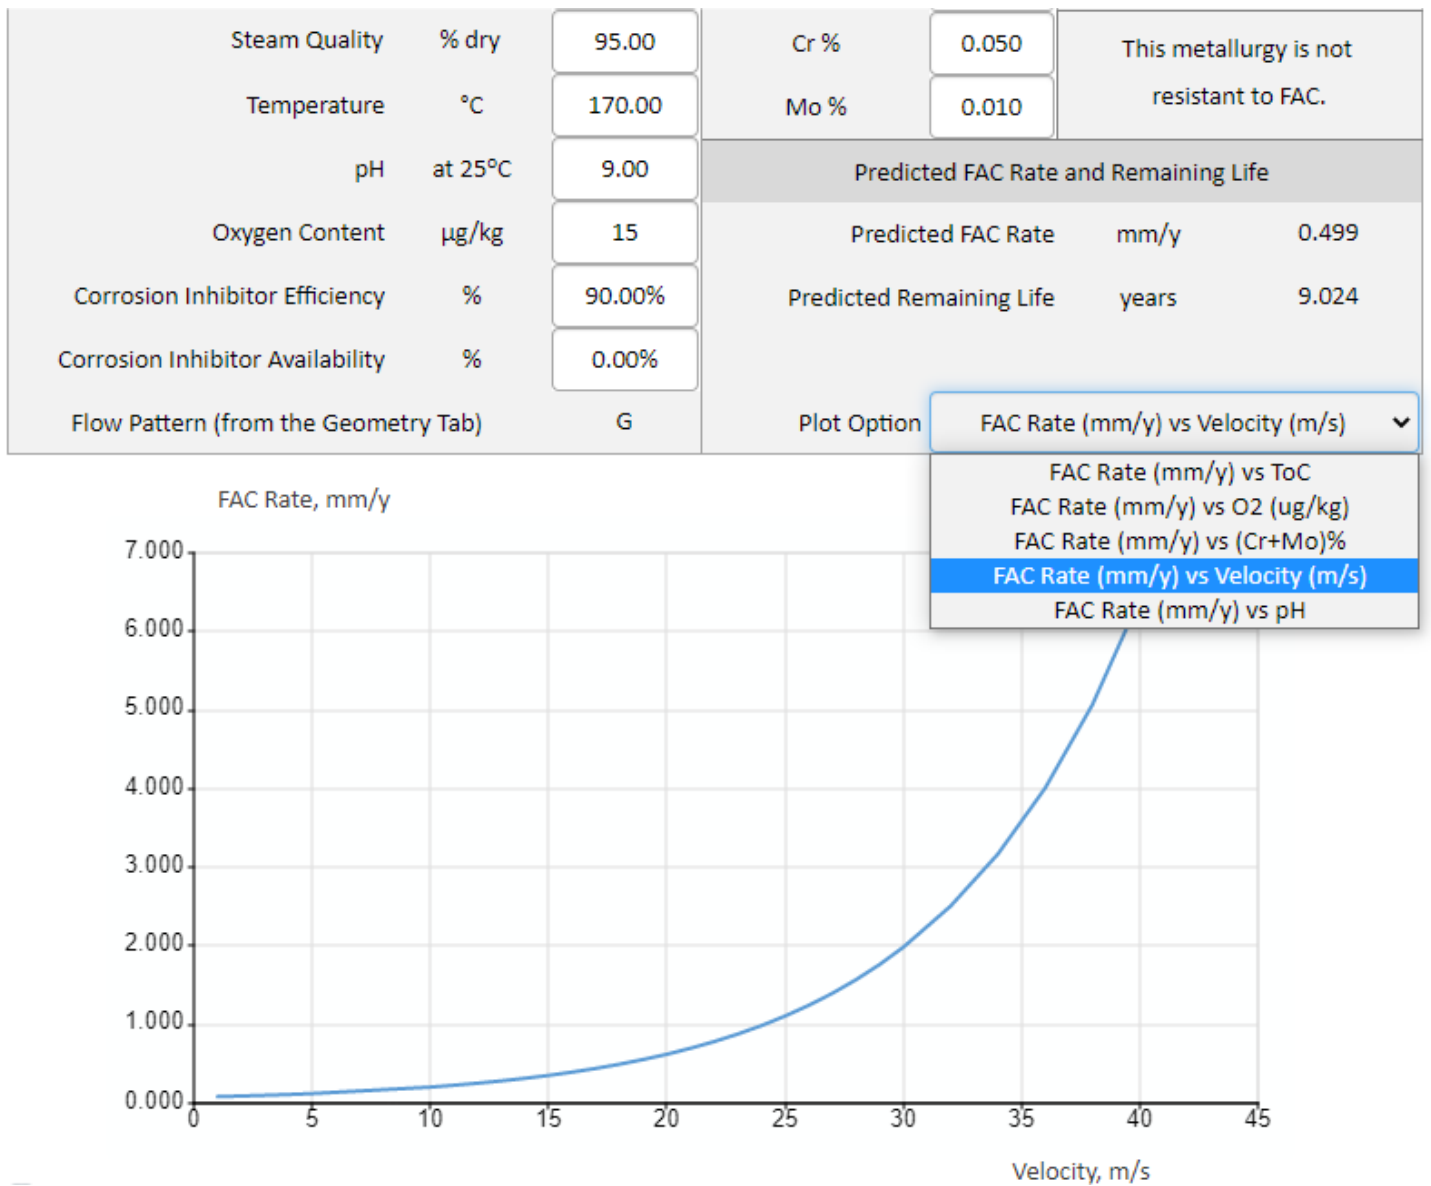 Steam Quality % dry 95.00 Cr % 0.050 This metallurgy is not
resistant to FAC.
Temperature °C 170.00 Mo % 0.010
pH at 25°C 9.00 Predicted FAC Rate and Remaining Life
Oxygen Content µg/kg 15 Predicted FAC Rate mm/y 0.499
Corrosion Inhibitor Efficiency % 90.00% Predicted Remaining Life years 9.024
Corrosion Inhibitor Availability % 0.00%
Flow Pattern (from the Geometry Tab) G Plot Option FAC Rate (mm/y) vs Velocity (m/s)
FAC Rate (mm/y) vs ToC
FAC Rate (mm/y) vs O2 (ug/kg)
FAC Rate (mm/y) vs (Cr+Mo)%
FAC Rate (mm/y) vs Velocity (m/s)
FAC Rate (mm/y) vs pH
FAC Rate, mm/y
7.000
6.000
5.000
4.000
3.000
2.000
1.000
0.000
0 5 10 15 20 25 30 35 40 45
Velocity, m/s